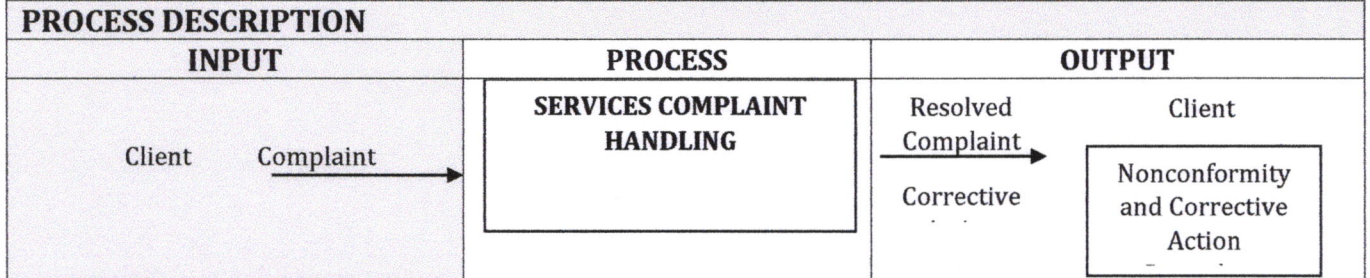 PROCESS DESCRIPTION
INPUT PROCESS OUTPUT
Client Complaint
SERVICES COMPLAINT
HANDLING
Resolved
Complaint
Corrective
Client
Nonconformity
and Corrective
Action